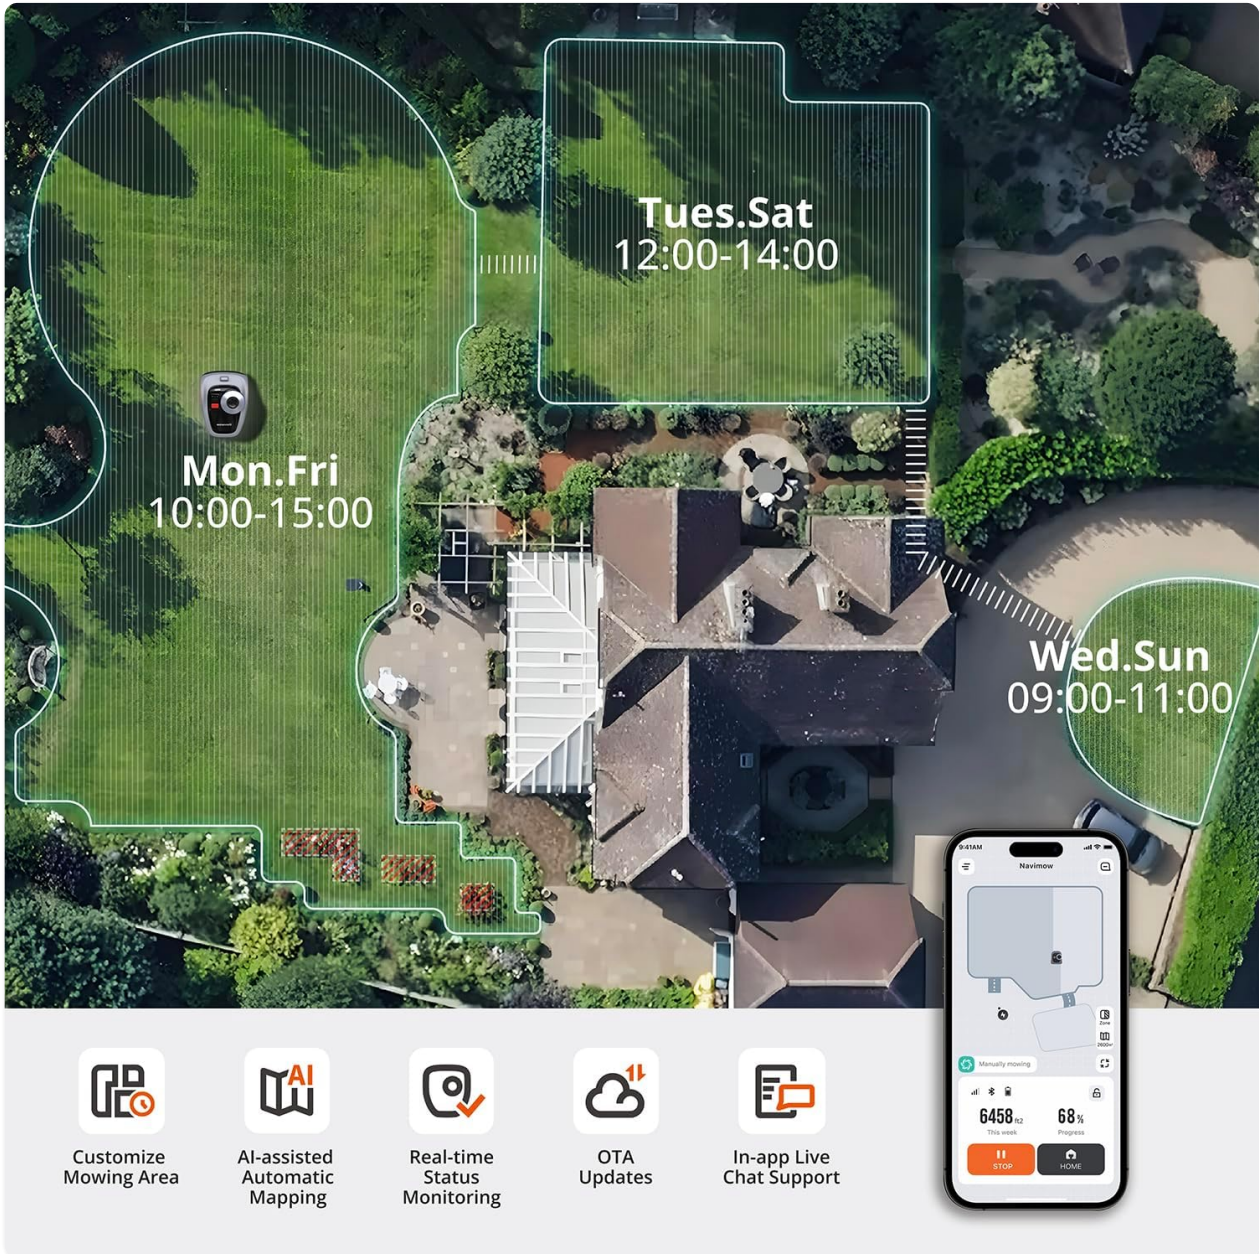 Tues.Sat
12:00-14:00
Mon.Fri
10:00-15:00
Wed.Sun
09:00-11:00
9:41AM
Navimow
Zone
Manually mowing
6458 ft2
This week
68%
Progress
STOP
HOME
Customize
Mowing Area
AI
AI-assisted
Automatic
Mapping
Real-time
Status
Monitoring
OTA
Updates
In-app Live
Chat Support